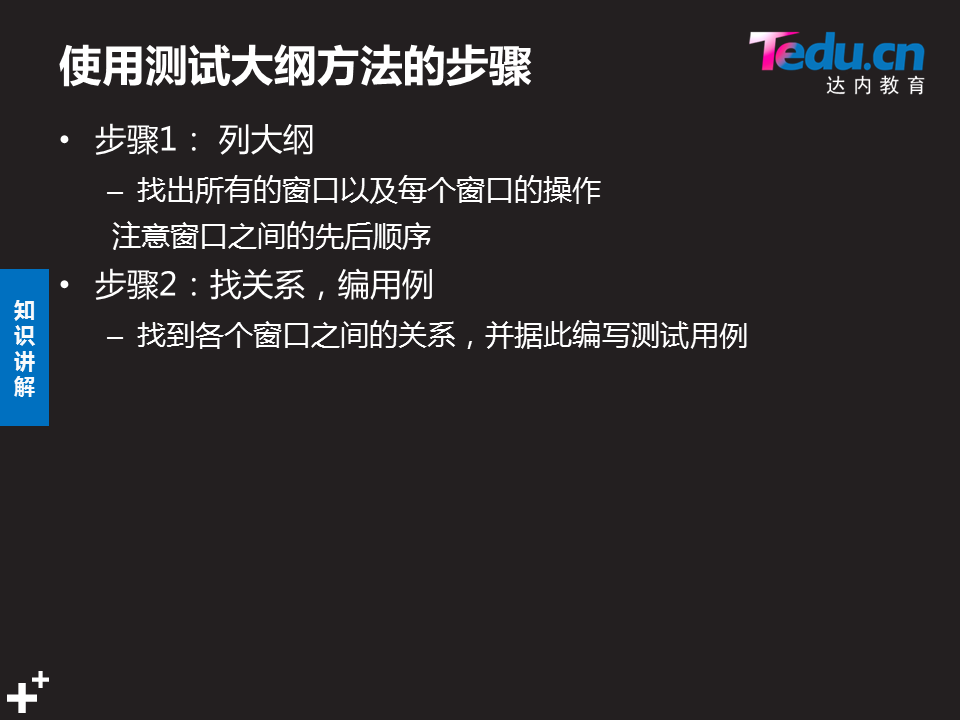 使用测试大纲方法的步骤
Tedu.cn
达内教育
• 步骤1： 列大纲
– 找出所有的窗口以及每个窗口的操作
注意窗口之间的先后顺序
• 步骤2：找关系，编用例
– 找到各个窗口之间的关系，并据此编写测试用例
知识讲解